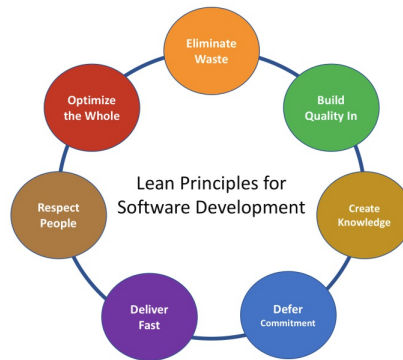 Eliminate
Waste
Build
Quality In
Create
Knowledge
Defer
Commitment
Deliver
Fast
Respect
People
Optimize
the Whole
Lean Principles for
Software Development